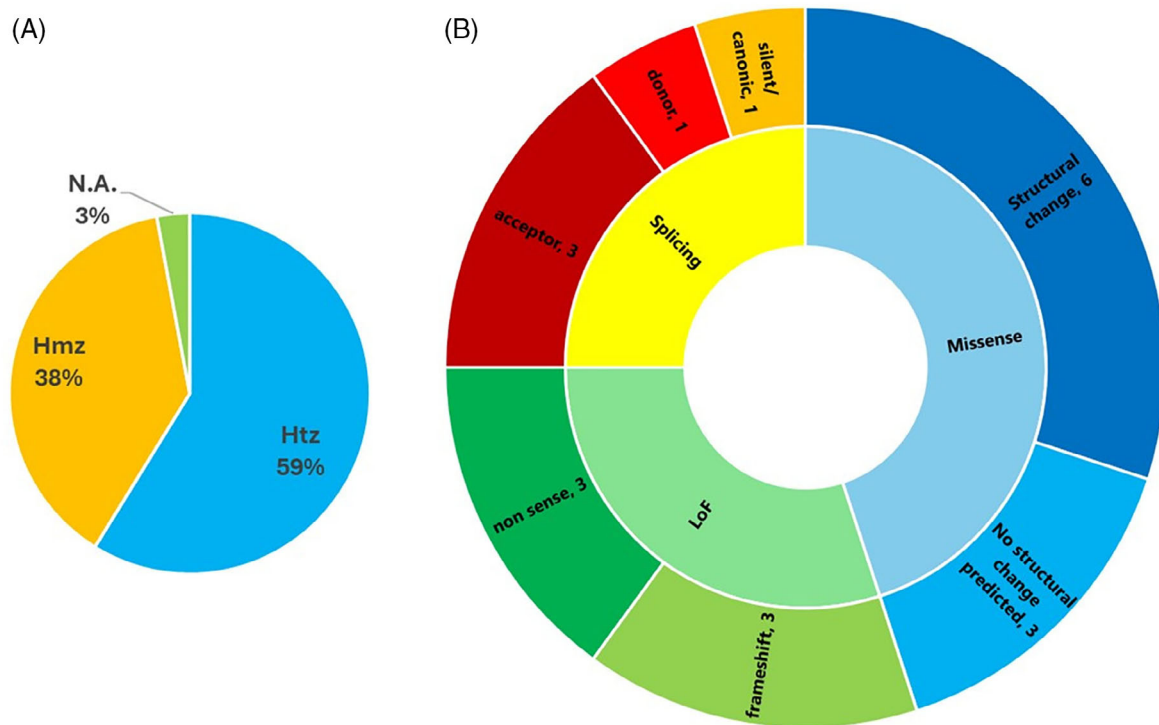 (A)
N.A.
3%
Hmz
38%
Htz
59%
(B)
silent/
canonic, 1
donor, 1
acceptor, 3
Splicing
Structural
change, 6
Missense
non sense, 3
LoF
No structural
change
predicted, 3
frameshift, 3